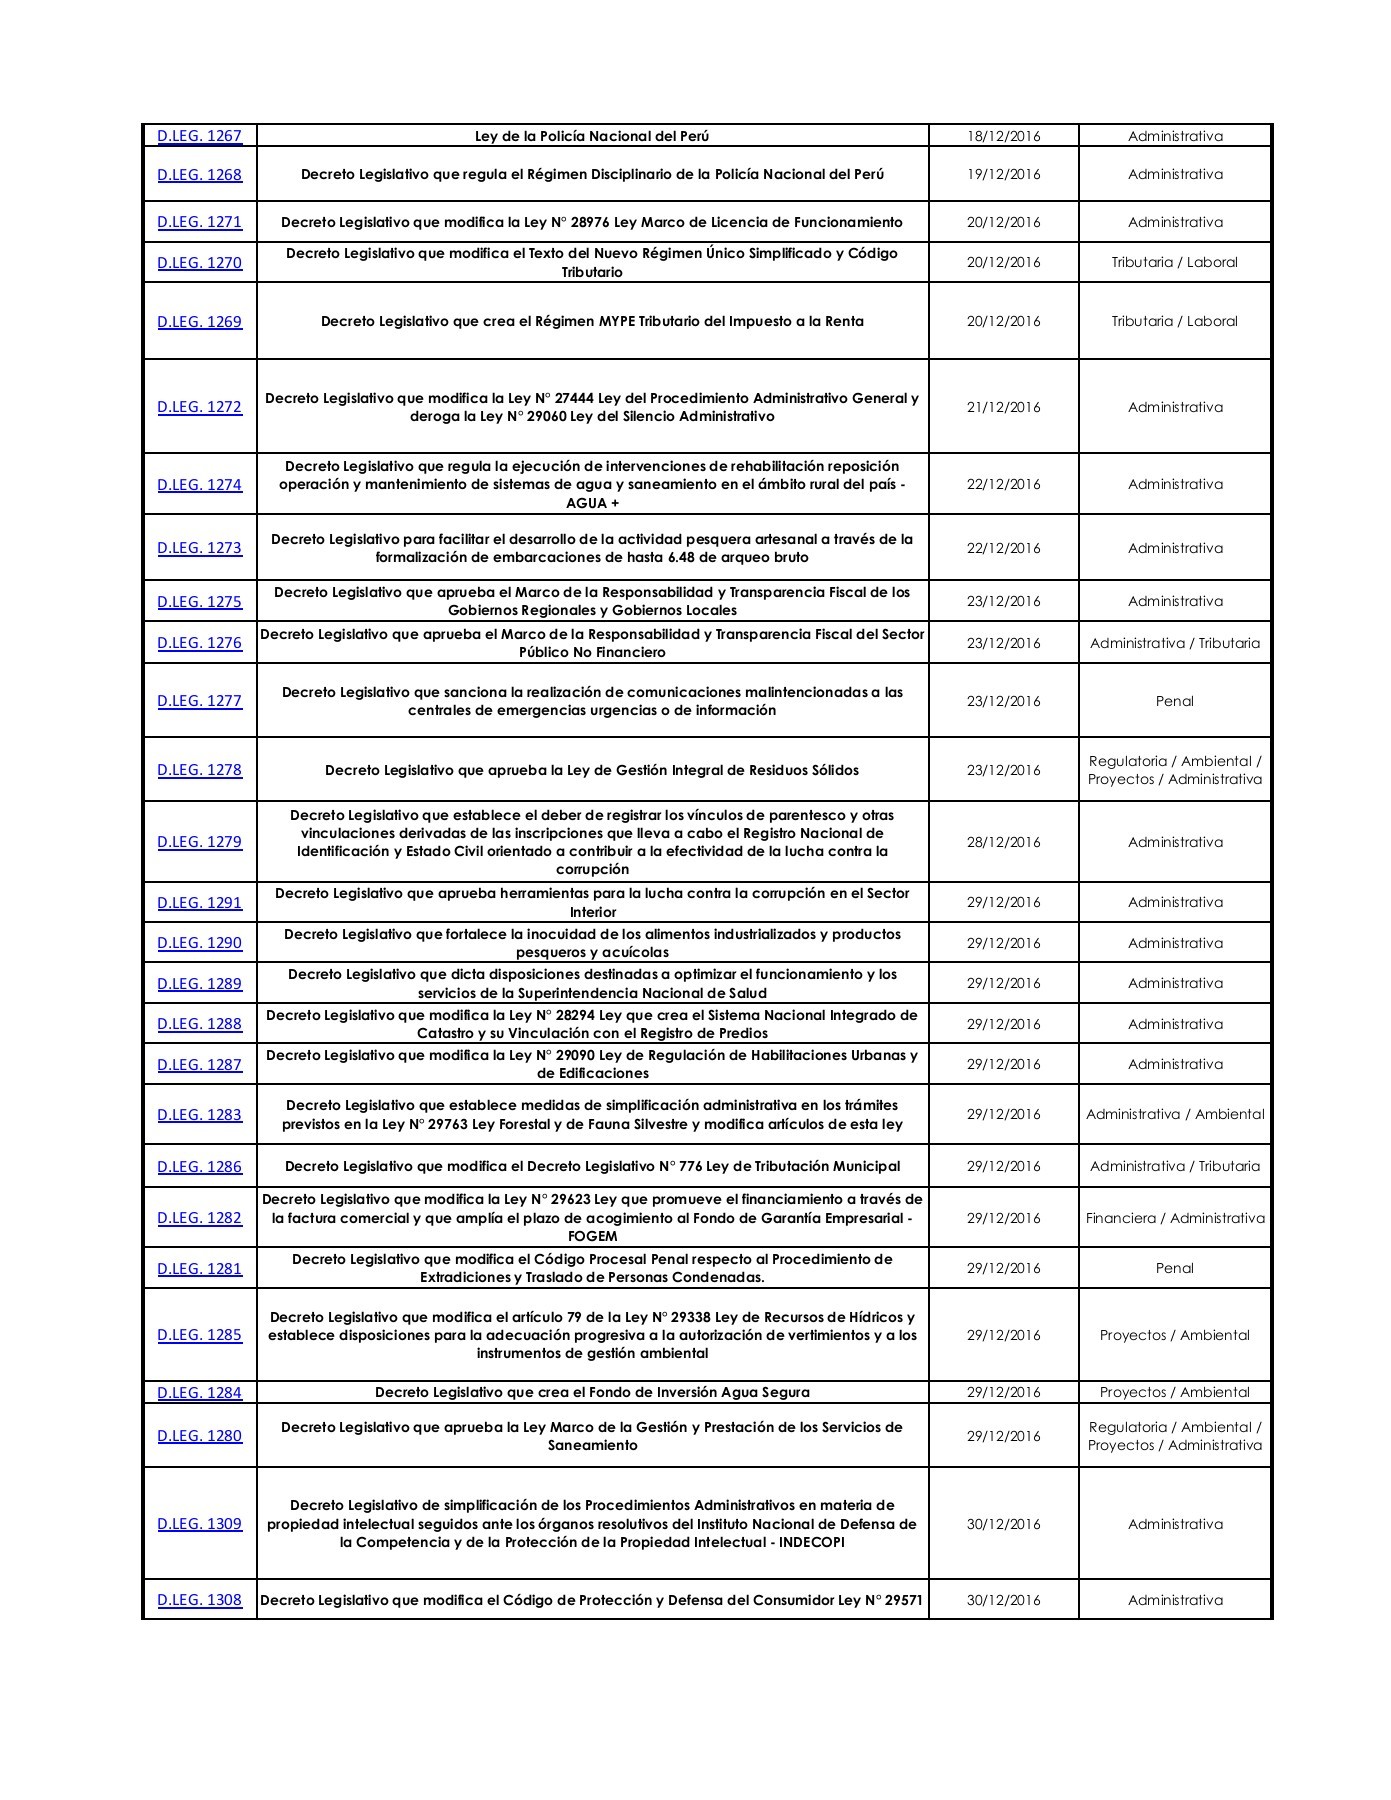 D.LEG. 1267 Ley de la Policía Nacional del Perú 18/12/2016 Administrativa
D.LEG. 1268 Decreto Legislativo que regula el Régimen Disciplinario de la Policía Nacional del Perú 19/12/2016 Administrativa
D.LEG. 1271 Decreto Legislativo que modifica la Ley N° 28976 Ley Marco de Licencia de Funcionamiento 20/12/2016 Administrativa
D.LEG. 1270 Decreto Legislativo que modifica el Texto del Nuevo Régimen Único Simplificado y Código
Tributario 20/12/2016 Tributaria / Laboral
D.LEG. 1269 Decreto Legislativo que crea el Régimen MYPE Tributario del Impuesto a la Renta 20/12/2016 Tributaria / Laboral
D.LEG. 1272 Decreto Legislativo que modifica la Ley N° 27444 Ley del Procedimiento Administrativo General y
deroga la Ley N° 29060 Ley del Silencio Administrativo 21/12/2016 Administrativa
D.LEG. 1274 Decreto Legislativo que regula la ejecución de intervenciones de rehabilitación reposición
operación y mantenimiento de sistemas de agua y saneamiento en el ámbito rural del país -
AGUA + 22/12/2016 Administrativa
D.LEG. 1273 Decreto Legislativo para facilitar el desarrollo de la actividad pesquera artesanal a través de la
formalización de embarcaciones de hasta 6.48 de arqueo bruto 22/12/2016 Administrativa
D.LEG. 1275 Decreto Legislativo que aprueba el Marco de la Responsabilidad y Transparencia Fiscal de los
Gobiernos Regionales y Gobiernos Locales 23/12/2016 Administrativa
D.LEG. 1276 Decreto Legislativo que aprueba el Marco de la Responsabilidad y Transparencia Fiscal del Sector
Público No Financiero 23/12/2016 Administrativa / Tributaria
D.LEG. 1277 Decreto Legislativo que sanciona la realización de comunicaciones malintencionadas a las
centrales de emergencias urgencias o de información 23/12/2016 Penal
D.LEG. 1278 Decreto Legislativo que aprueba la Ley de Gestión Integral de Residuos Sólidos 23/12/2016 Regulatoria / Ambiental /
Proyectos / Administrativa
D.LEG. 1279 Decreto Legislativo que establece el deber de registrar los vínculos de parentesco y otras
vinculaciones derivadas de las inscripciones que lleva a cabo el Registro Nacional de
Identificación y Estado Civil orientado a contribuir a la efectividad de la lucha contra la
corrupción 28/12/2016 Administrativa
D.LEG. 1291 Decreto Legislativo que aprueba herramientas para la lucha contra la corrupción en el Sector
Interior 29/12/2016 Administrativa
D.LEG. 1290 Decreto Legislativo que fortalece la inocuidad de los alimentos industrializados y productos
pesqueros y acuícolas 29/12/2016 Administrativa
D.LEG. 1289 Decreto Legislativo que dicta disposiciones destinadas a optimizar el funcionamiento y los
servicios de la Superintendencia Nacional de Salud 29/12/2016 Administrativa
D.LEG. 1288 Decreto Legislativo que modifica la Ley N° 28294 Ley que crea el Sistema Nacional Integrado de
Catastro y su Vinculación con el Registro de Predios 29/12/2016 Administrativa
D.LEG. 1287 Decreto Legislativo que modifica la Ley N° 29090 Ley de Regulación de Habilitaciones Urbanas y
de Edificaciones 29/12/2016 Administrativa
D.LEG. 1283 Decreto Legislativo que establece medidas de simplificación administrativa en los trámites
previstos en la Ley N° 29763 Ley Forestal y de Fauna Silvestre y modifica artículos de esta ley 29/12/2016 Administrativa / Ambiental
D.LEG. 1286 Decreto Legislativo que modifica el Decreto Legislativo N° 776 Ley de Tributación Municipal 29/12/2016 Administrativa / Tributaria
D.LEG. 1282 Decreto Legislativo que modifica la Ley N° 29623 Ley que promueve el financiamiento a través de
la factura comercial y que amplía el plazo de acogimiento al Fondo de Garantía Empresarial -
FOGEM 29/12/2016 Financiera / Administrativa
D.LEG. 1281 Decreto Legislativo que modifica el Código Procesal Penal respecto al Procedimiento de
Extradiciones y Traslado de Personas Condenadas. 29/12/2016 Penal
D.LEG. 1285 Decreto Legislativo que modifica el artículo 79 de la Ley N° 29338 Ley de Recursos de Hídricos y
establece disposiciones para la adecuación progresiva a la autorización de vertimientos y a los
instrumentos de gestión ambiental 29/12/2016 Proyectos / Ambiental
D.LEG. 1284 Decreto Legislativo que crea el Fondo de Inversión Agua Segura 29/12/2016 Proyectos / Ambiental
D.LEG. 1280 Decreto Legislativo que aprueba la Ley Marco de la Gestión y Prestación de los Servicios de
Saneamiento 29/12/2016 Regulatoria / Ambiental /
Proyectos / Administrativa
D.LEG. 1309 Decreto Legislativo de simplificación de los Procedimientos Administrativos en materia de
propiedad intelectual seguidos ante los órganos resolutivos del Instituto Nacional de Defensa de
la Competencia y de la Protección de la Propiedad Intelectual - INDECOPI 30/12/2016 Administrativa
D.LEG. 1308 Decreto Legislativo que modifica el Código de Protección y Defensa del Consumidor Ley N° 29571 30/12/2016 Administrativa